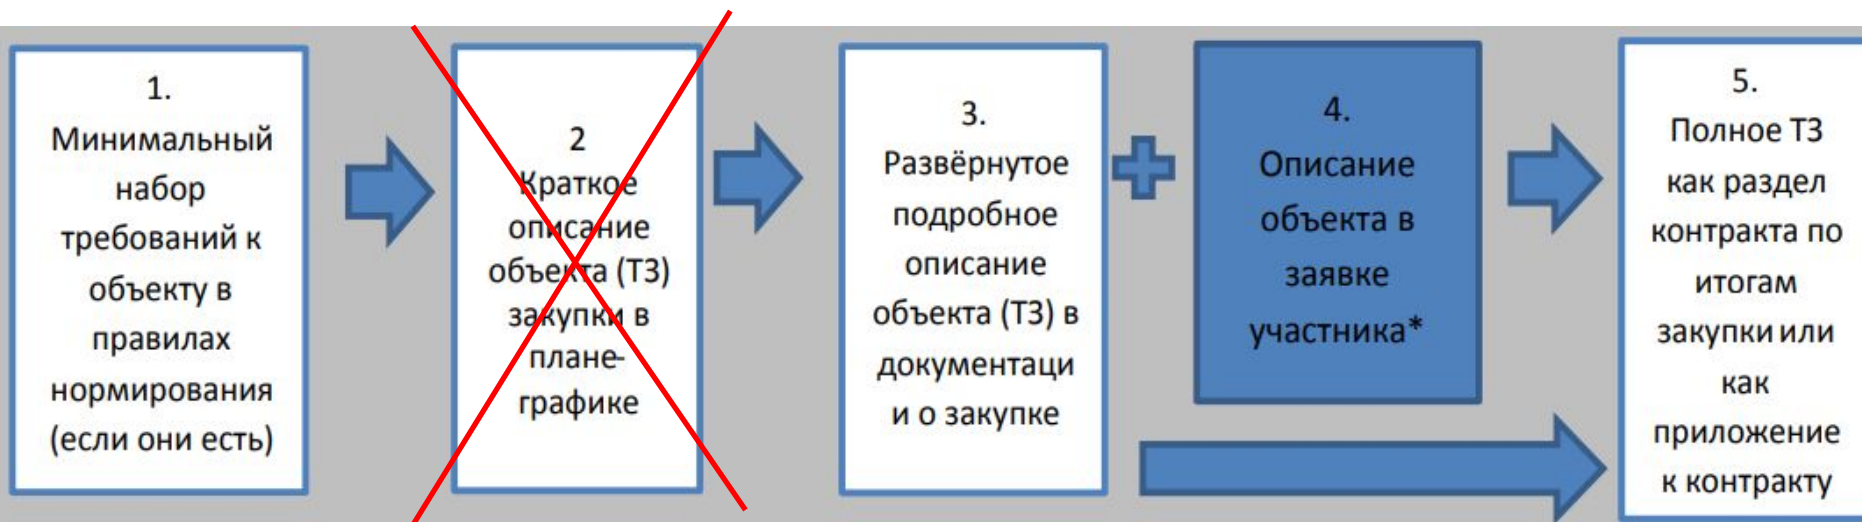 1.
Минимальный
набор
требований к
объекту в
правилах
нормирования
(если они есть)
2
Краткое
описание
объекта (ТЗ)
закупки в
плане-
графике
3.
Развёрнутое
подробное
описание
объекта (ТЗ) в
документаци
и о закупке
4.
Описание
объекта в
заявке
участника*
5.
Полное ТЗ
как раздел
контракта по
итогам
закупки или
как
приложение
к контракту